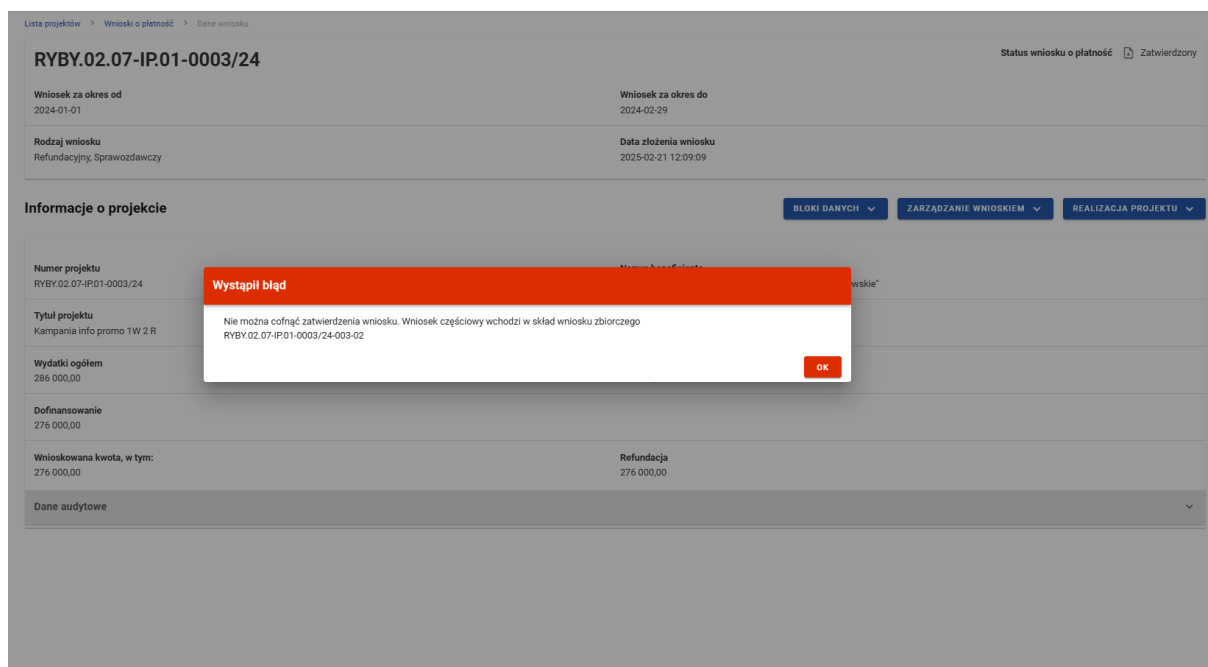 Lista projektów > Wnioski o płatność > Dane wniosku
RYBY.02.07-IP.01-0003/24
Status wniosku o płatność Zatwierdzony
Wniosek za okres od
2024-01-01
Wniosek za okres do
2024-02-29
Rodzaj wniosku
Refundacyjny, Sprawozdawczy
Data złożenia wniosku
2025-02-21 12:09:09
Informacje o projekcie
BLOKI DANYCH
ZARZĄDZANIE WNIOSKIEM
REALIZACJA PROJEKTU
Numer projektu
RYBY.02.07-IP.01-0003/24
Nazwa beneficjenta
wskie"
Wystąpił błąd
Nie można cofnąć zatwierdzenia wniosku. Wniosek częściowy wchodzi w skład wniosku zbiorczego
RYBY.02.07-IP.01-0003/24-003-02
OK
Tytuł projektu
Kampania info promo 1W 2 R
Wydatki ogółem
286 000,00
Dofinansowanie
276 000,00
Wnioskowana kwota, w tym:
276 000,00
Refundacja
276 000,00
Dane audytowe